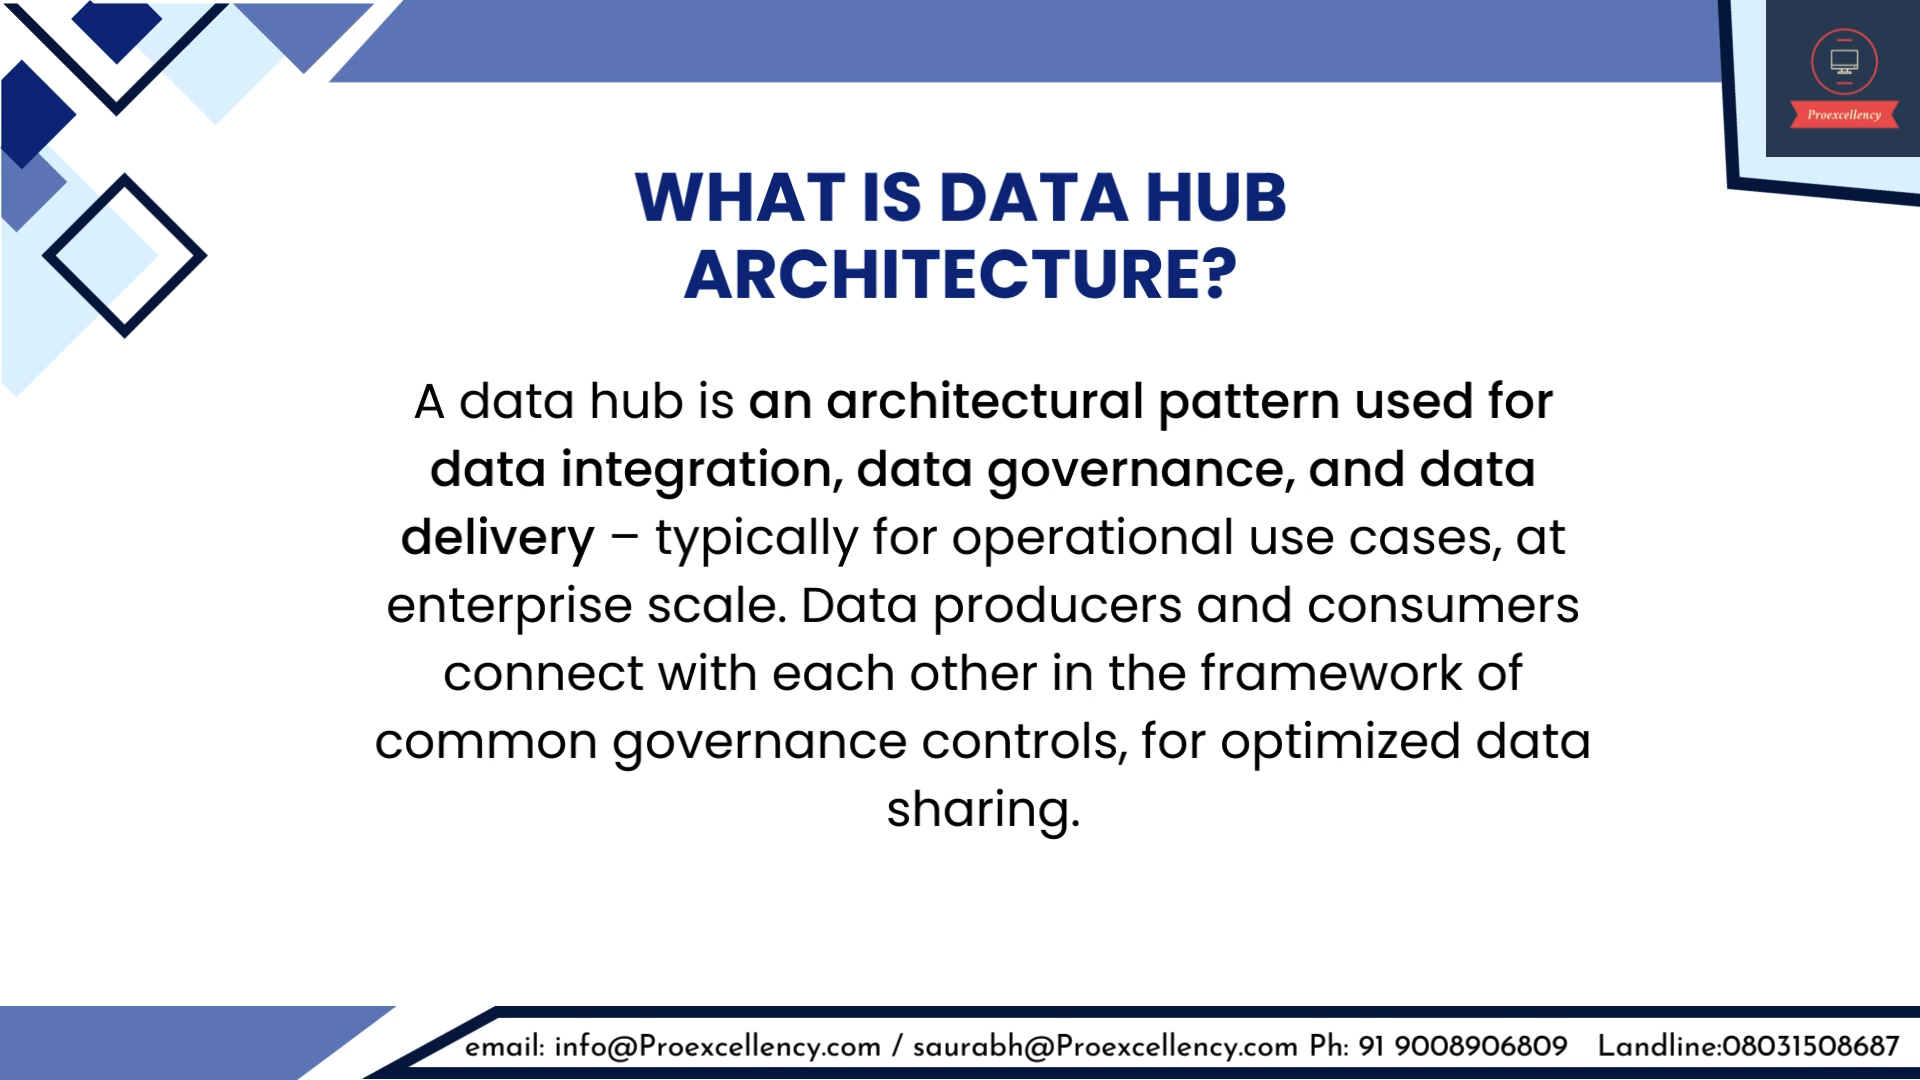 Proexcellency
WHAT IS DATA HUB
ARCHITECTURE?
A data hub is an architectural pattern used for
data integration, data governance, and data
delivery – typically for operational use cases, at
enterprise scale. Data producers and consumers
connect with each other in the framework of
common governance controls, for optimized data
sharing.
email: info@Proexcellency.com / saurabh@Proexcellency.com Ph: 91 9008906809 Landline:08031508687